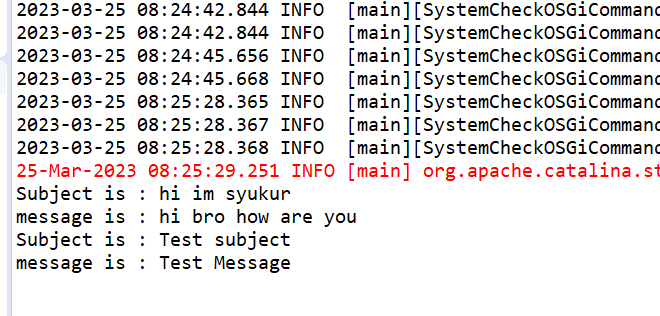 2023-03-25 08:24:42.844 INFO  [main][SystemCheckOSGiCommand
2023-03-25 08:24:42.844 INFO  [main][SystemCheckOSGiCommand
2023-03-25 08:24:45.656 INFO  [main][SystemCheckOSGiCommand
2023-03-25 08:24:45.668 INFO  [main][SystemCheckOSGiCommand
2023-03-25 08:25:28.365 INFO  [main][SystemCheckOSGiCommand
2023-03-25 08:25:28.367 INFO  [main][SystemCheckOSGiCommand
2023-03-25 08:25:28.368 INFO  [main][SystemCheckOSGiCommand
25-Mar-2023 08:25:29.251 INFO [main] org.apache.catalina.st
Subject is : hi im syukur
message is : hi bro how are you
Subject is : Test subject
message is : Test Message